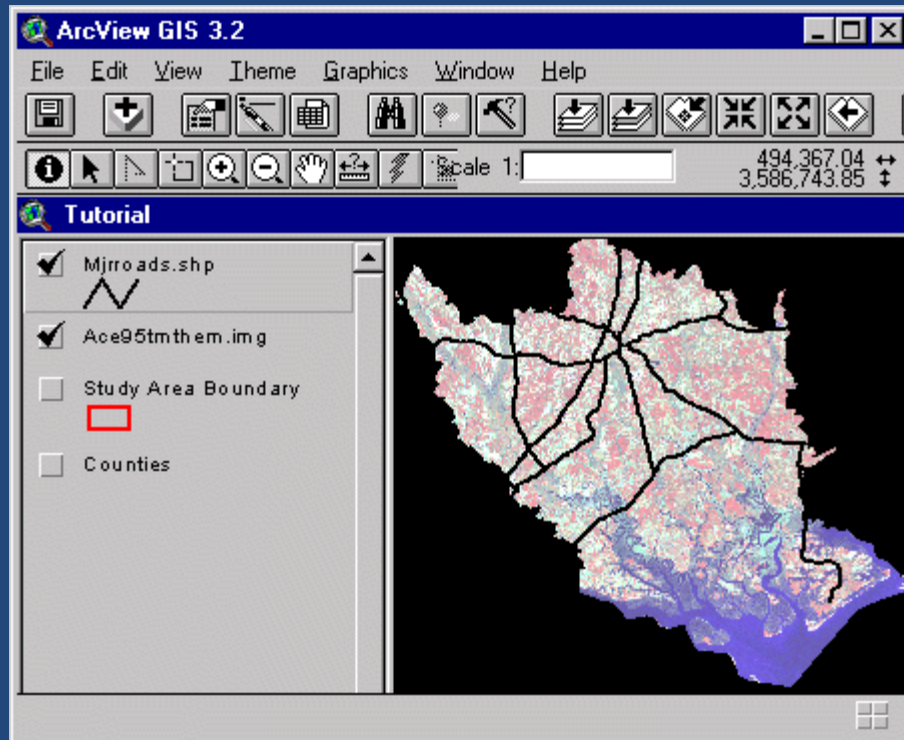 ArcView GIS 3.2
File Edit View Theme Graphics Window Help
Scale 1:
494,367.04
3,586,743.85
Tutorial
Mjrroads.shp
Ace95tmthem.img
Study Area Boundary
Counties